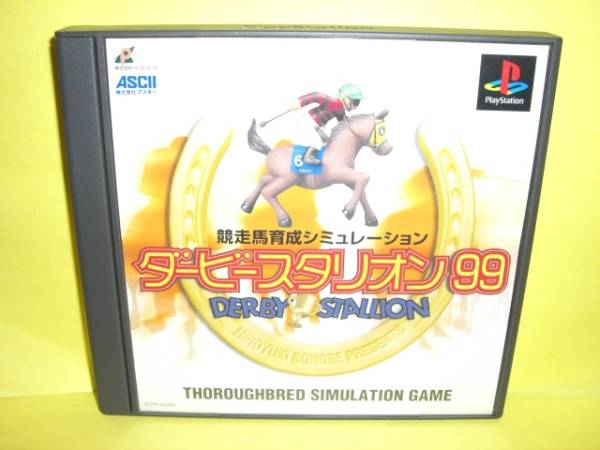 ASCII
株式会社アスキー
PlayStation
6
競走馬育成シミュレーション
ダービースタリオン99
DERBY STALLION
HIROYUKI SONOBE PRESENTS
THOROUGHBRED SIMULATION GAME